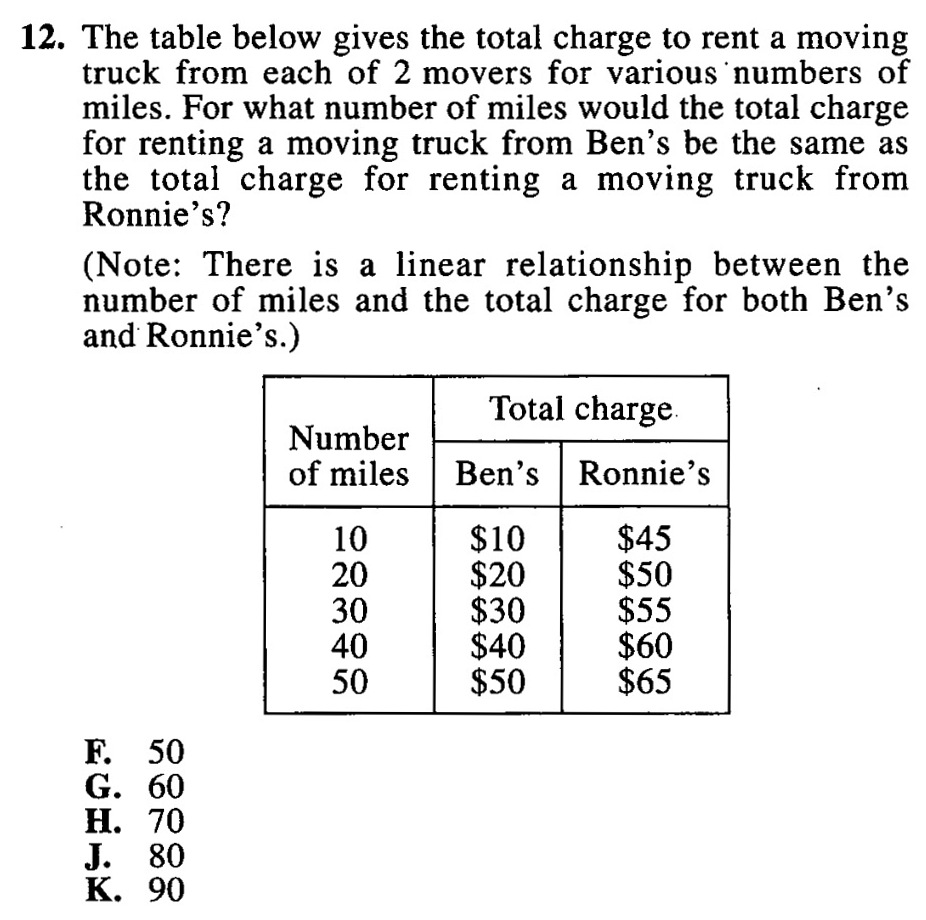 12. The table below gives the total charge to rent a moving
truck from each of 2 movers for various numbers of
miles. For what number of miles would the total charge
for renting a moving truck from Ben's be the same as
the total charge for renting a moving truck from
Ronnie's?
(Note: There is a linear relationship between the
number of miles and the total charge for both Ben's
and Ronnie's.)
Total charge
Number
of miles Ben's Ronnie's
10 $10 $45
20 $20 $50
30 $30 $55
40 $40 $60
50 $50 $65
F. 50
G. 60
H. 70
J. 80
K. 90